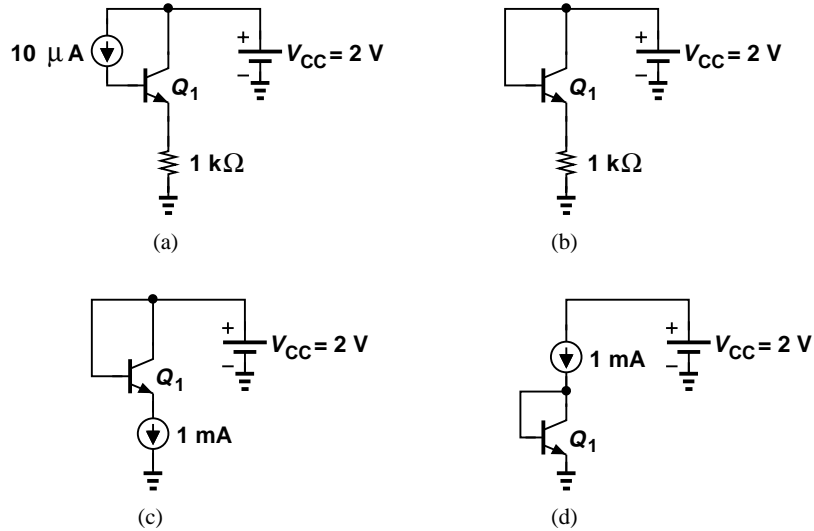 10 μ A
Q1
+
−
VCC = 2 V
1 kΩ
(a)
Q1
+
−
VCC = 2 V
1 kΩ
(b)
Q1
+
−
VCC = 2 V
1 mA
(c)
+
−
VCC = 2 V
1 mA
Q1
(d)